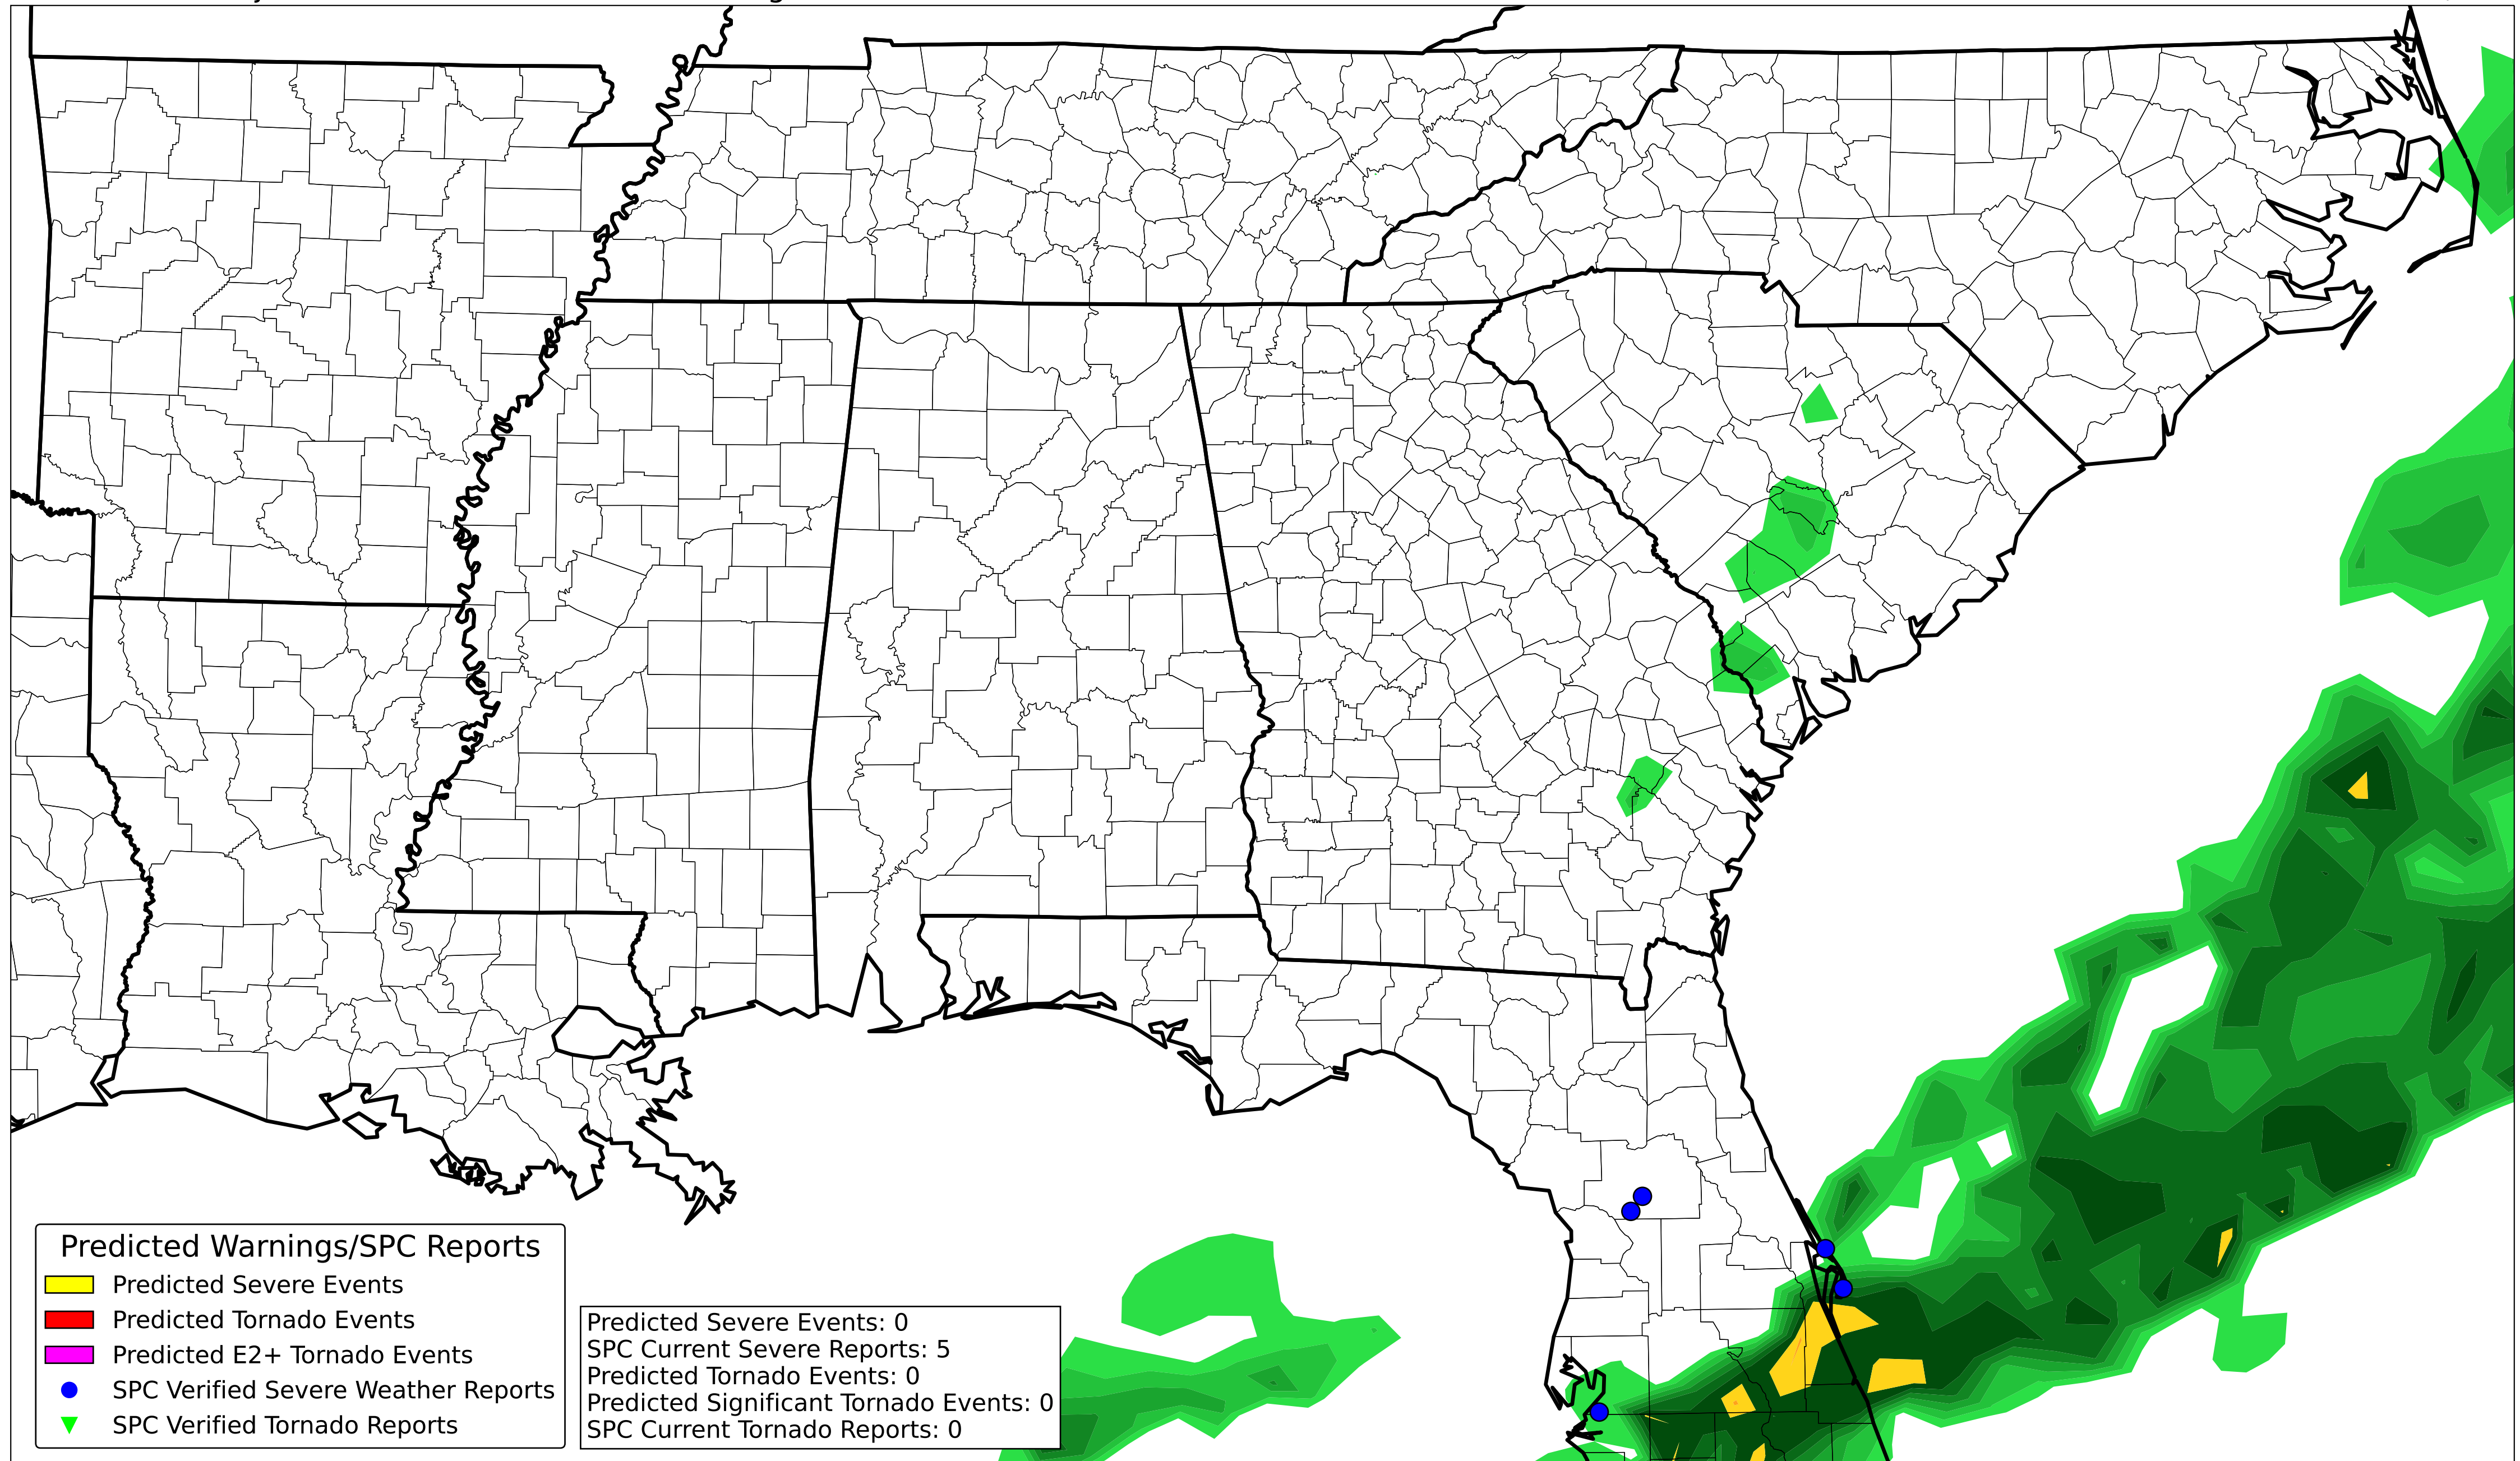 Predicted Warnings/SPC Reports
Predicted Severe Events
Predicted Tornado Events
Predicted E2+ Tornado Events
SPC Verified Severe Weather Reports
SPC Verified Tornado Reports
Predicted Severe Events: 0
SPC Current Severe Reports: 5
Predicted Tornado Events: 0
Predicted Significant Tornado Events: 0
SPC Current Tornado Reports: 0